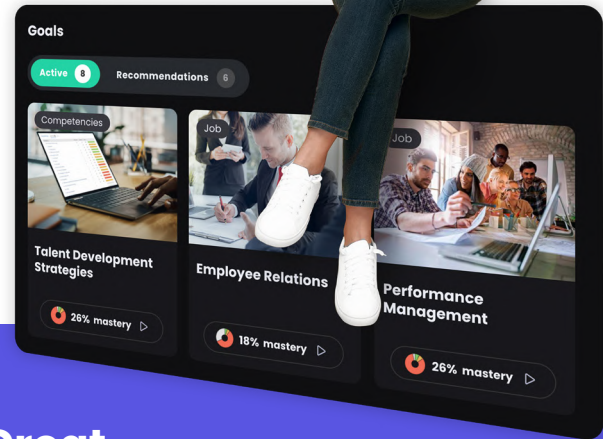 Goals
Active 8
Recommendations 6
Competencies
Job
Job
Talent Development
Strategies
Employee Relations
Performance
Management
26% mastery
18% mastery
26% mastery